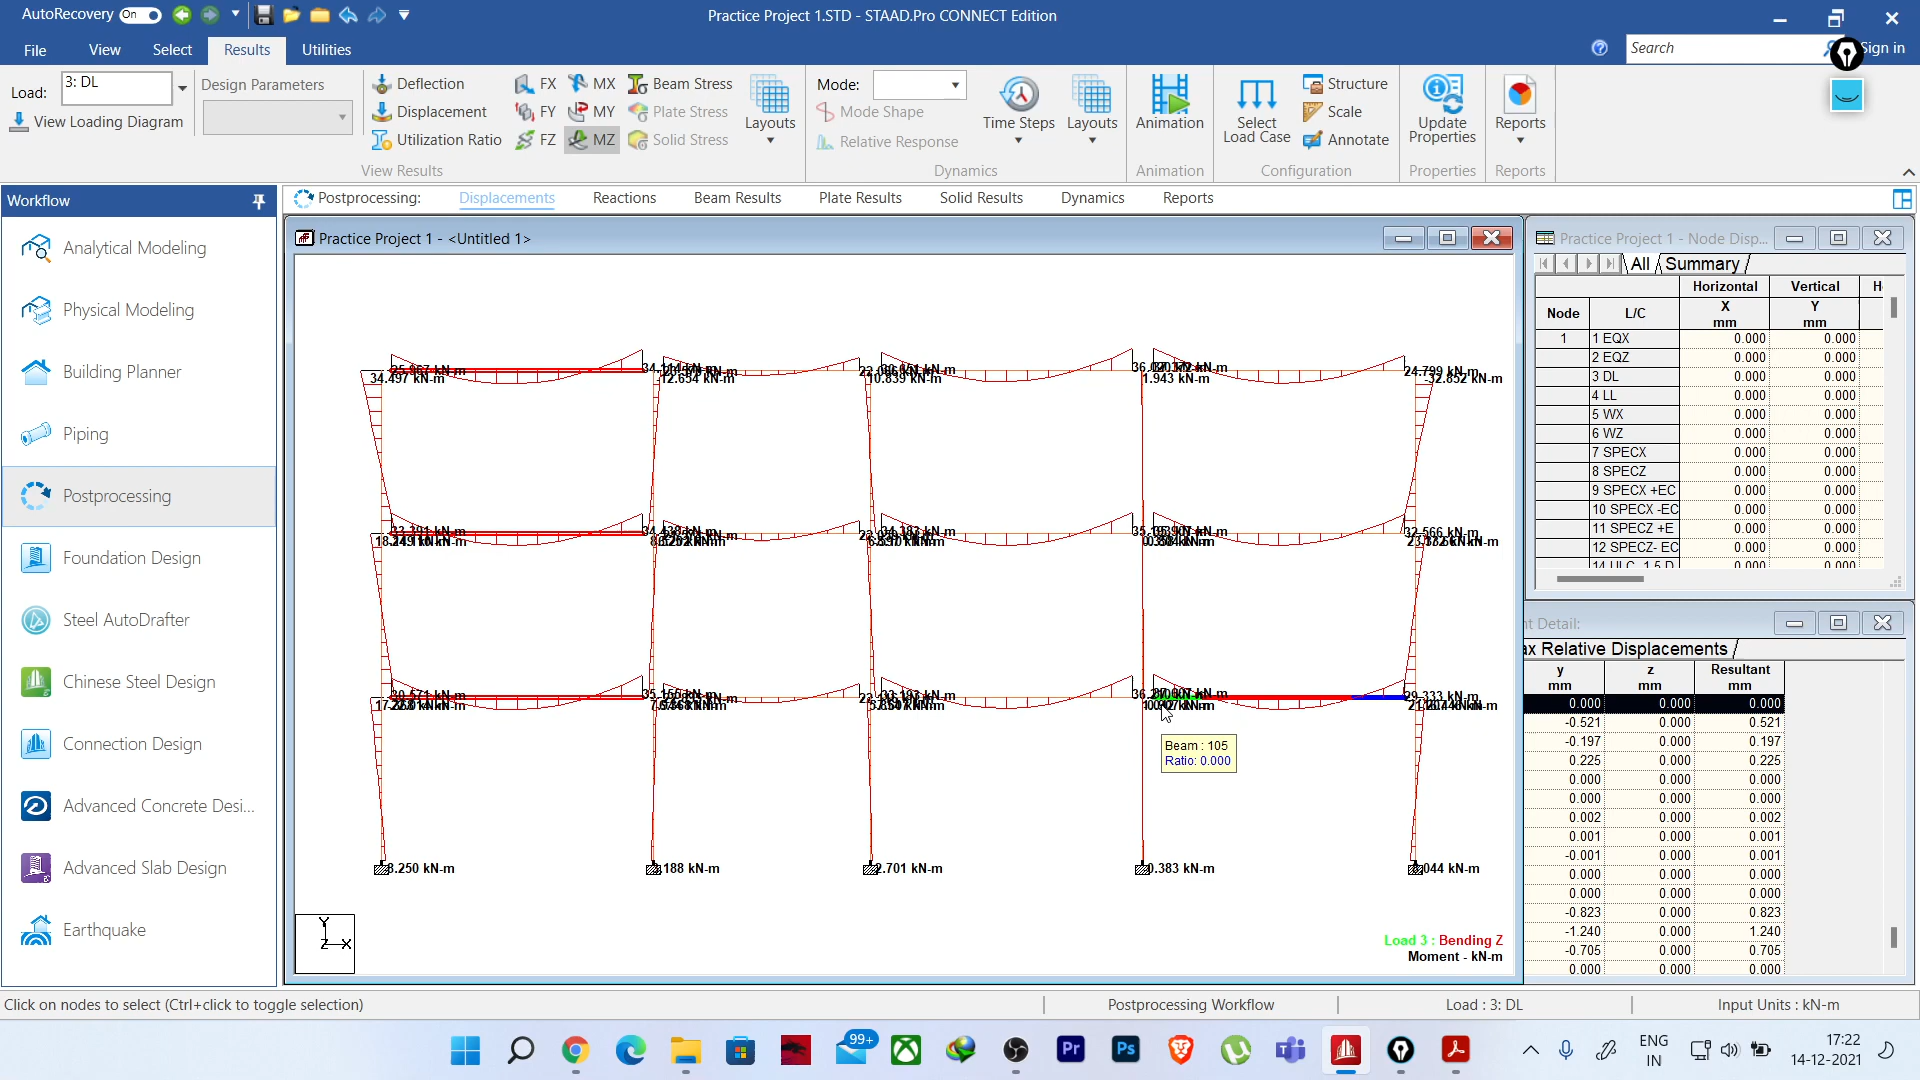 AutoRecovery On
Practice Project 1.STD - STAAD.Pro CONNECT Edition
File View Select Results Utilities
Search
Sign in
Load: 3: DL
View Loading Diagram
Design Parameters
Deflection
Displacement
Utilization Ratio
FX MX Beam Stress
FY MY Plate Stress
FZ MZ Solid Stress
Layouts
View Results
Mode:
Mode Shape
Relative Response
Time Steps
Layouts
Dynamics
Animation
Animation
Select Load Case
Structure
Scale
Annotate
Configuration
Update Properties
Properties
Reports
Reports
Workflow
Analytical Modeling
Physical Modeling
Building Planner
Piping
Postprocessing
Foundation Design
Steel AutoDrafter
Chinese Steel Design
Connection Design
Advanced Concrete Desi...
Advanced Slab Design
Earthquake
Postprocessing: Displacements Reactions Beam Results Plate Results Solid Results Dynamics Reports
Practice Project 1 - <Untitled 1>
34.497 kN-m
-12.654 kN-m
10.839 kN-m
1.943 kN-m
24.799 kN-m
-32.852 kN-m
33.391 kN-m
32.566 kN-m
30.571 kN-m
29.333 kN-m
Beam : 105
Ratio: 0.000
.250 kN-m
.188 kN-m
2.701 kN-m
0.383 kN-m
.044 kN-m
Y
Z X
Load 3 : Bending Z
Moment - kN-m
Practice Project 1 - Node Disp...
All Summary
Horizontal Vertical
Node L/C X mm Y mm
1 1 EQX 0.000 0.000
2 EQZ 0.000 0.000
3 DL 0.000 0.000
4 LL 0.000 0.000
5 WX 0.000 0.000
6 WZ 0.000 0.000
7 SPECX 0.000 0.000
8 SPECZ 0.000 0.000
9 SPECX +EC 0.000 0.000
10 SPECX -EC 0.000 0.000
11 SPECZ +E 0.000 0.000
12 SPECZ- EC 0.000 0.000
nt Detail:
ax Relative Displacements
y mm z mm Resultant mm
0.000 0.000 0.000
-0.521 0.000 0.521
-0.197 0.000 0.197
0.225 0.000 0.225
0.000 0.000 0.000
0.000 0.000 0.000
0.002 0.000 0.002
0.001 0.000 0.001
-0.001 0.000 0.001
0.000 0.000 0.000
0.000 0.000 0.000
-0.823 0.000 0.823
-1.240 0.000 1.240
-0.705 0.000 0.705
0.000 0.000 0.000
Click on nodes to select (Ctrl+click to toggle selection)
Postprocessing Workflow
Load : 3: DL
Input Units : kN-m
99+
Pr
Ps
ENG
IN
17:22
14-12-2021